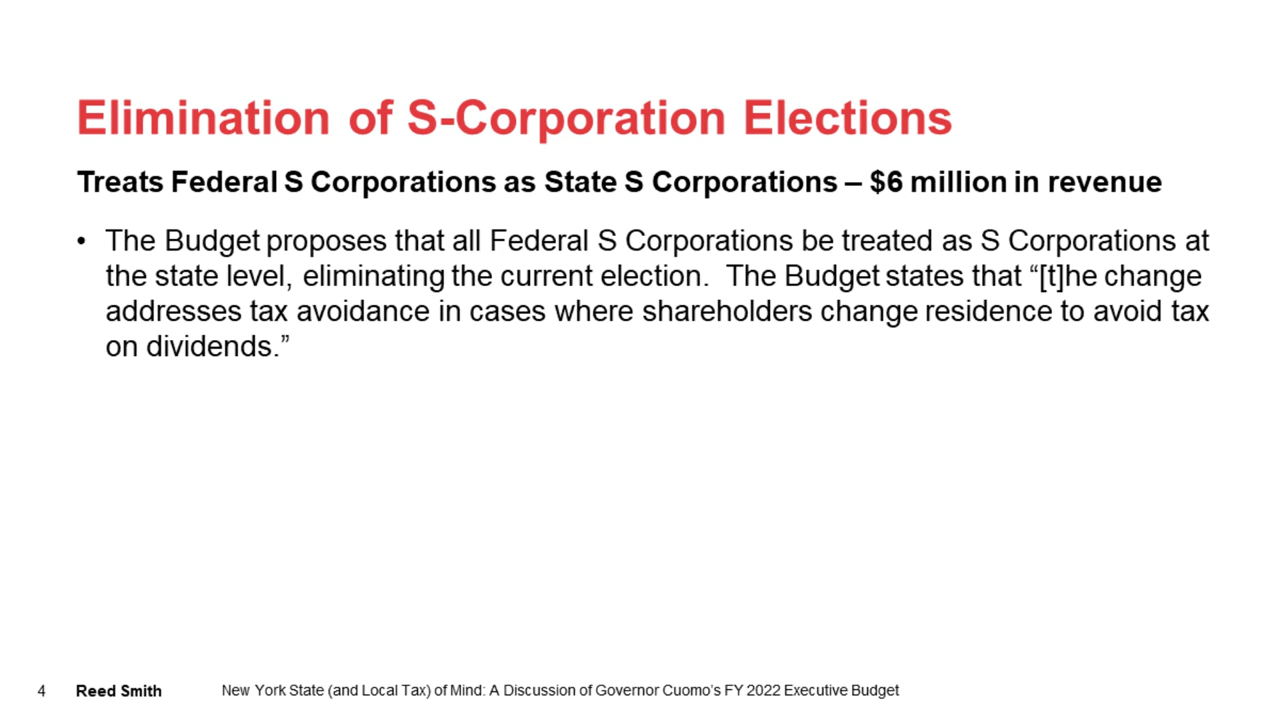 Elimination of S-Corporation Elections
Treats Federal S Corporations as State S Corporations – $6 million in revenue
• The Budget proposes that all Federal S Corporations be treated as S Corporations at
the state level, eliminating the current election.  The Budget states that “[t]he change
addresses tax avoidance in cases where shareholders change residence to avoid tax
on dividends.”
4 Reed Smith New York State (and Local Tax) of Mind: A Discussion of Governor Cuomo’s FY 2022 Executive Budget